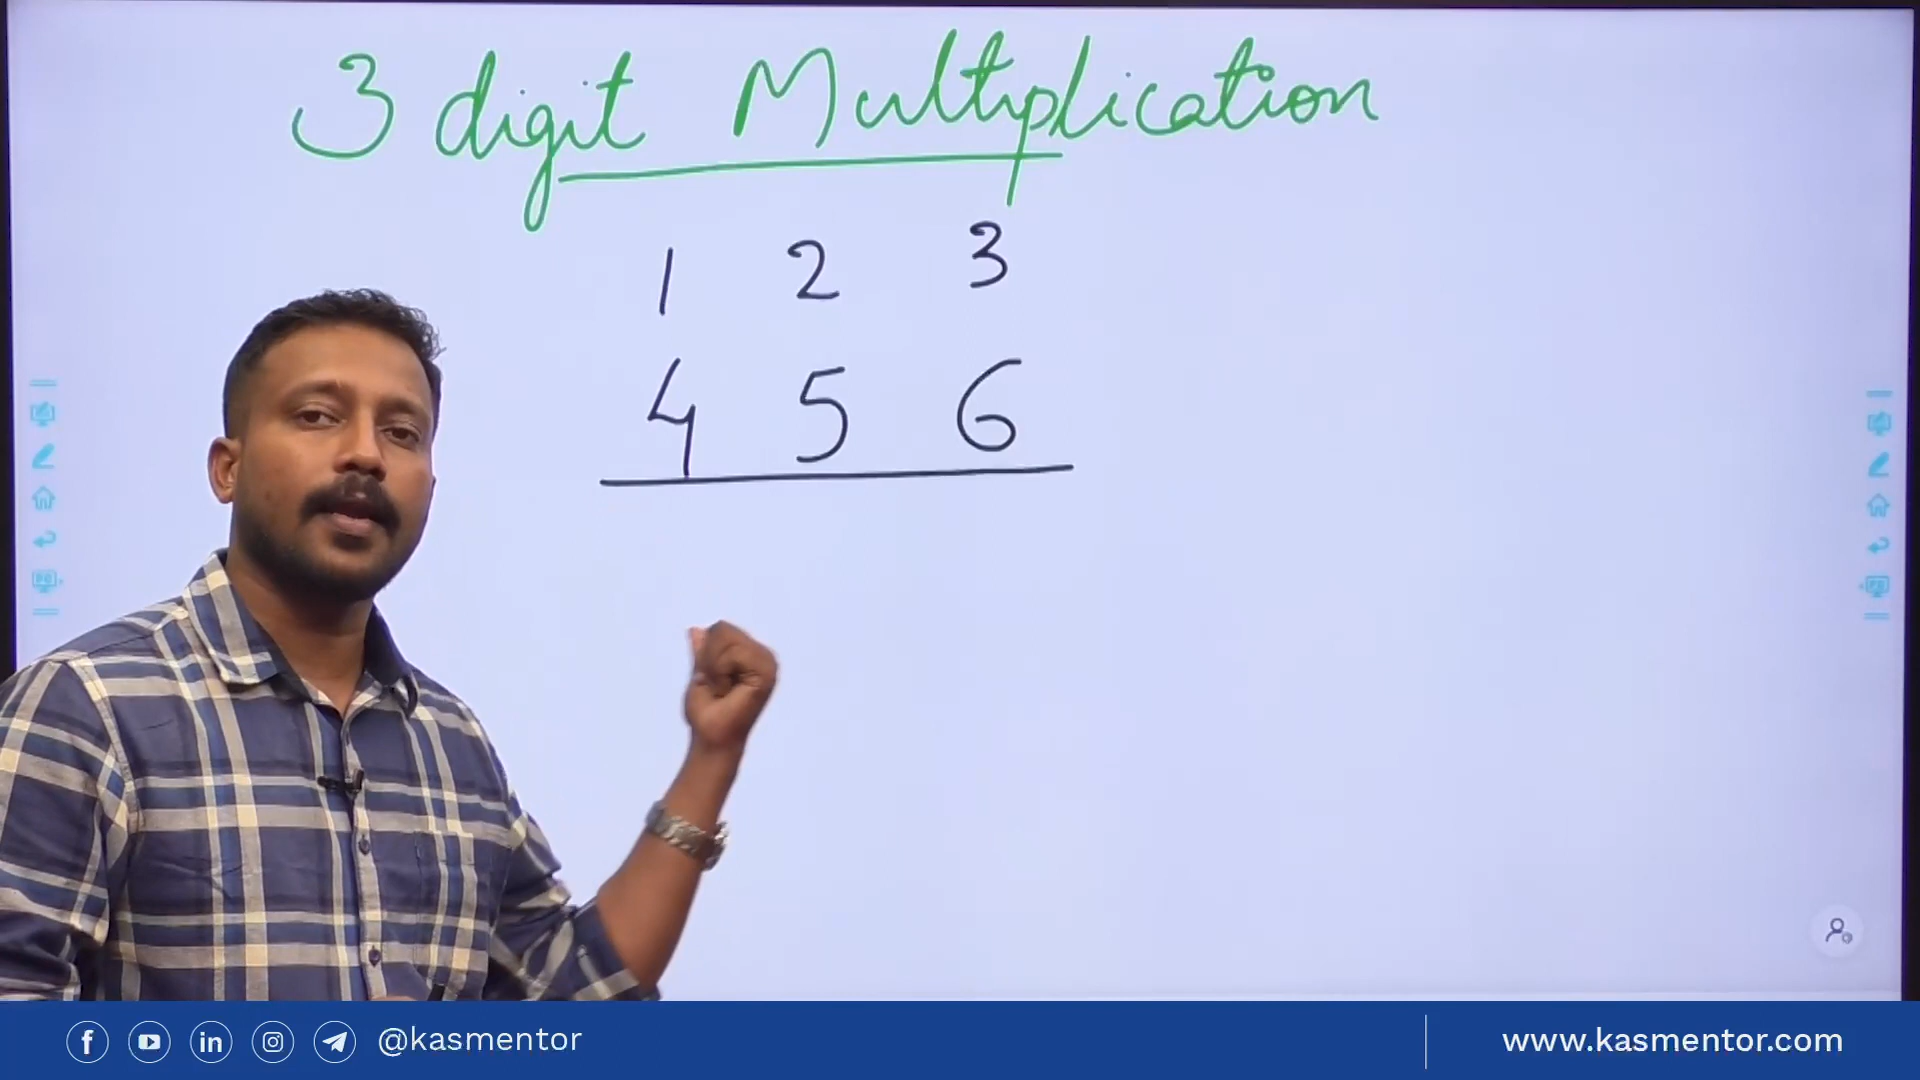 3 digit Multiplication
1 2 3
4 5 6
@kasmentor
www.kasmentor.com